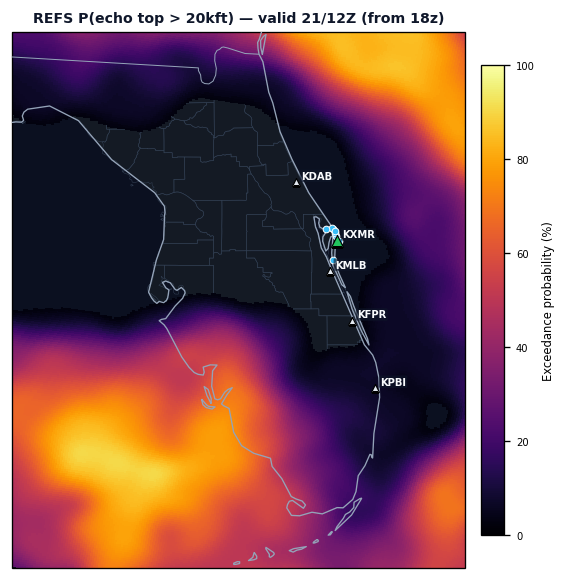 REFS P(echo top > 20kft) — valid 21/12Z (from 18z)
KDAB
KXMR
KMLB
KFPR
KPBI
100
80
60
40
20
0
Exceedance probability (%)